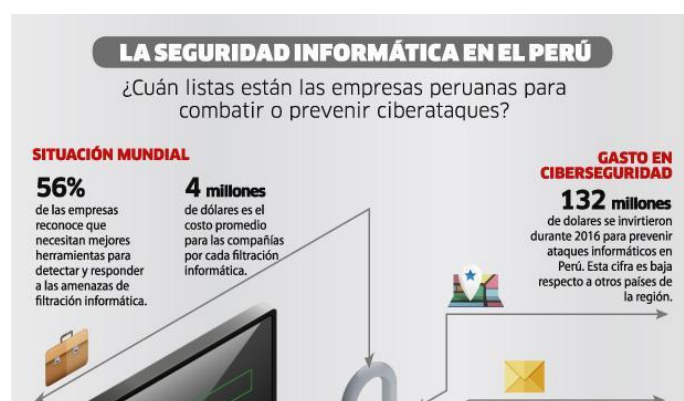 LA SEGURIDAD INFORMÁTICA EN EL PERÚ
¿Cuán listas están las empresas peruanas para
combatir o prevenir ciberataques?
SITUACIÓN MUNDIAL
56%
de las empresas
reconoce que
necesitan mejores
herramientas para
detectar y responder
a las amenazas de
filtración informática.
4 millones
de dólares es el
costo promedio
para las compañías
por cada filtración
informática.
GASTO EN
CIBERSEGURIDAD
132 millones
de dolares se invirtieron
durante 2016 para prevenir
ataques informáticos en
Perú. Esta cifra es baja
respecto a otros países de
la región.